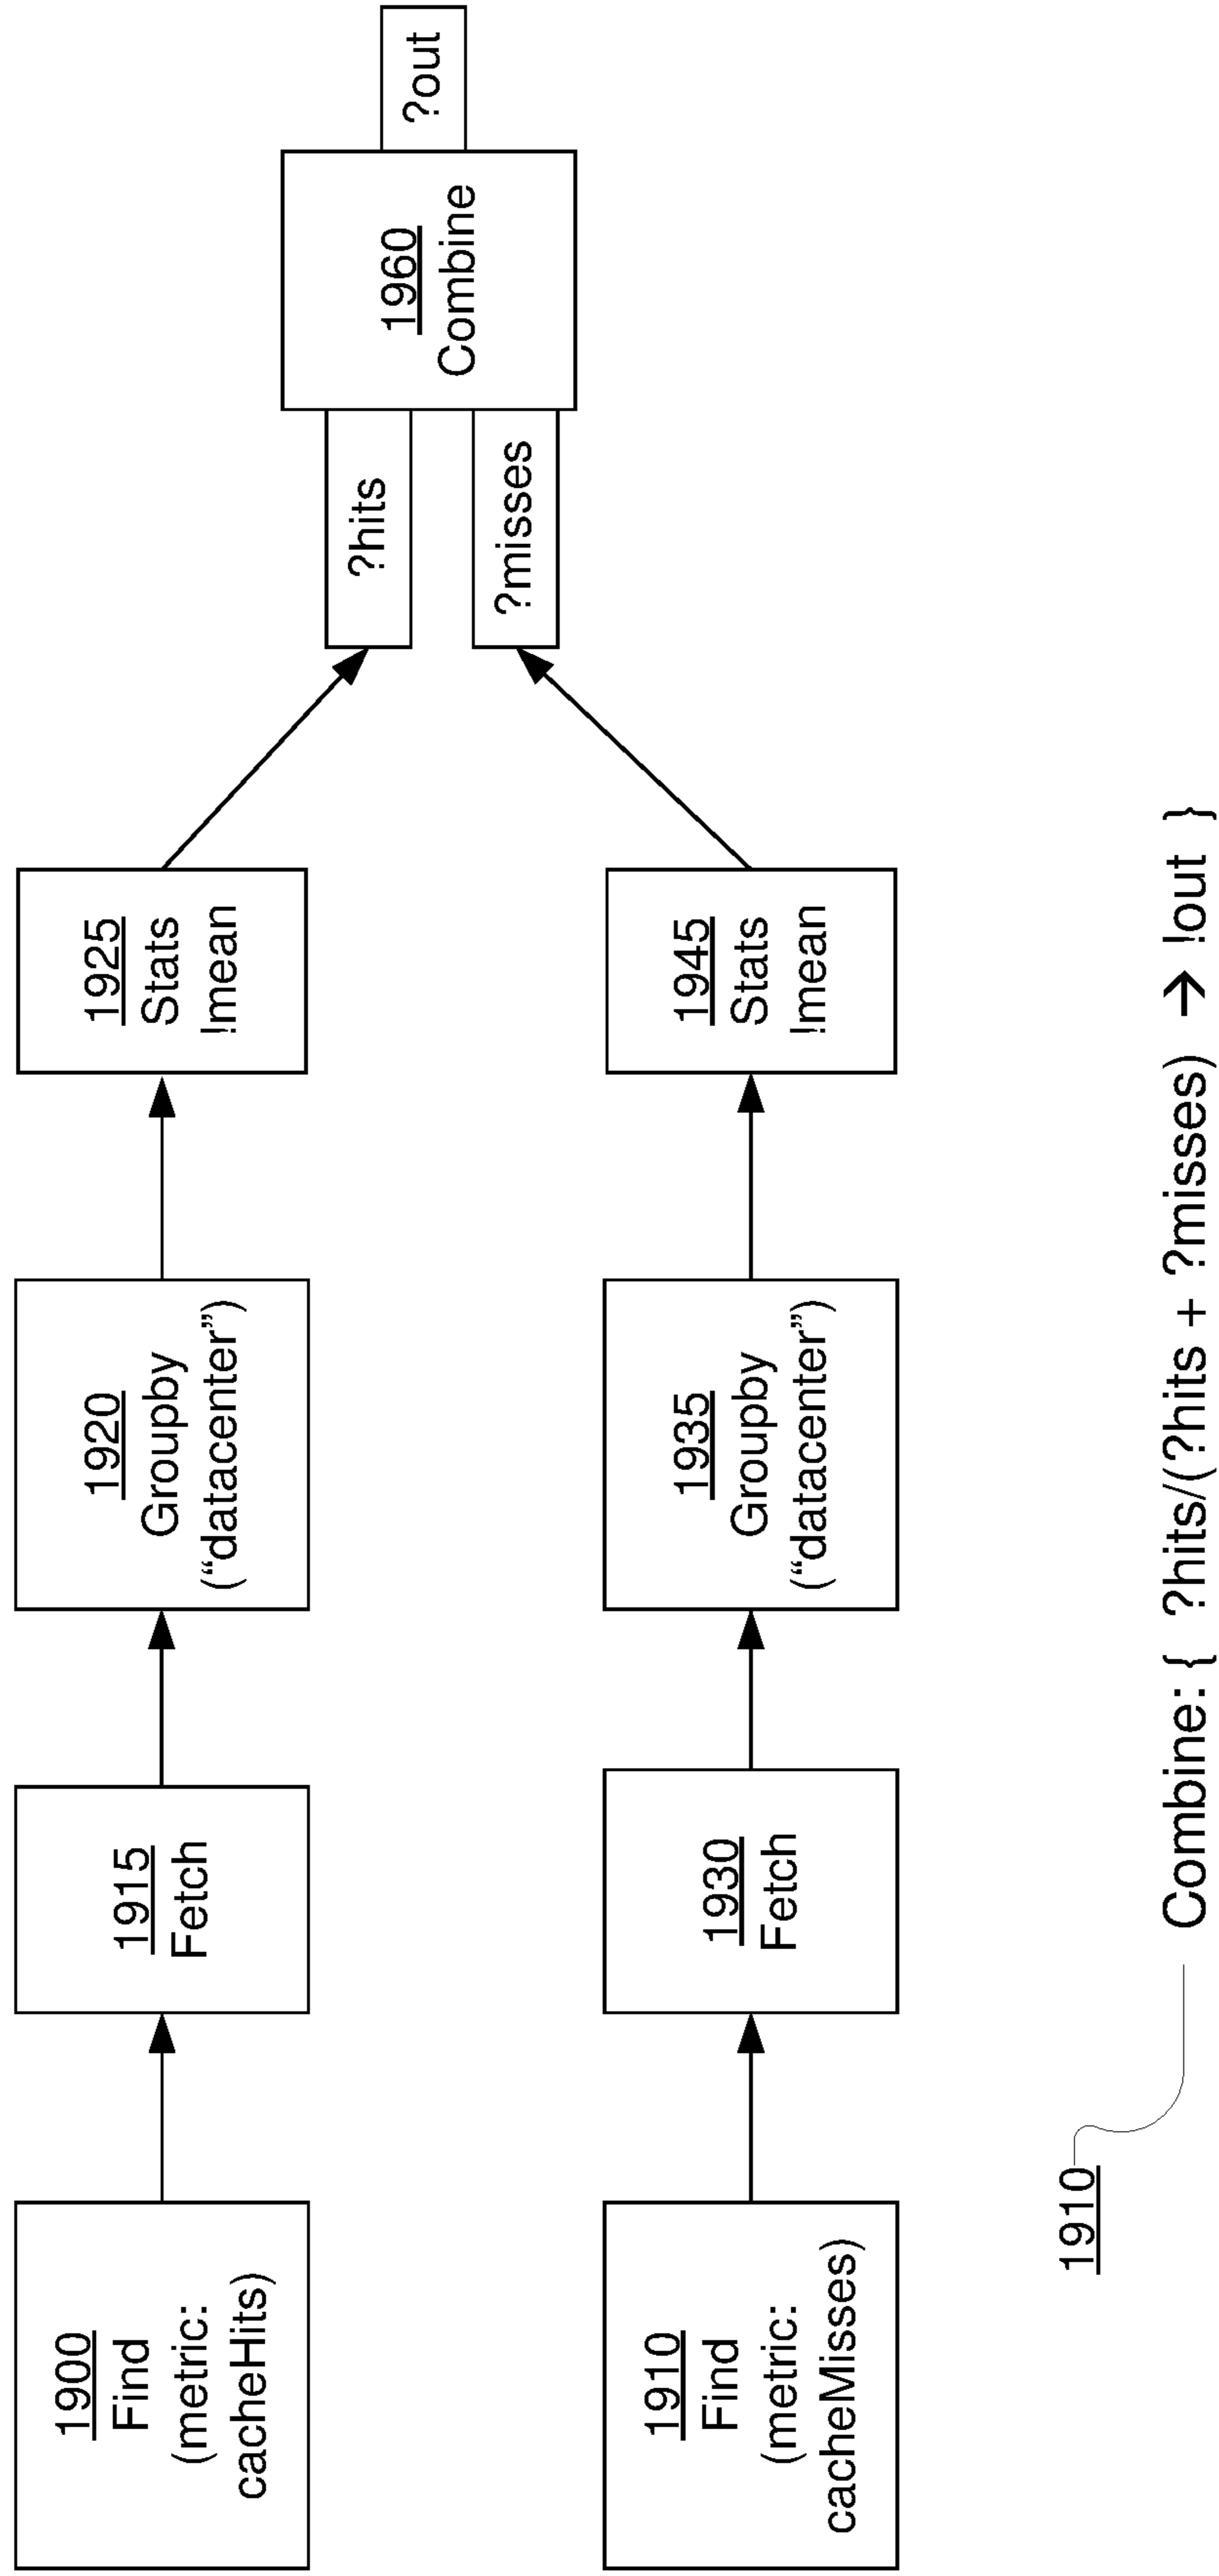 1900
Find
(metric:
cacheHits)
1915
Fetch
1920
Groupby
(“datacenter”)
1925
Stats
!mean
?hits
1960
Combine
?out
?misses
1910
Find
(metric:
cacheMisses)
1930
Fetch
1935
Groupby
(“datacenter”)
1945
Stats
!mean
1910
Combine: { ?hits/(?hits + ?misses) → !out }